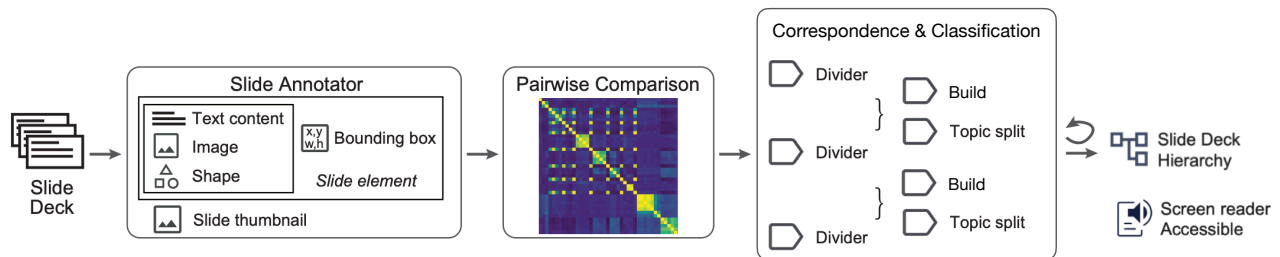 Slide
Deck
Slide Annotator
Text content
Image
Shape
x,y
w,h
Bounding box
Slide element
Slide thumbnail
Pairwise Comparison
Correspondence & Classification
Divider
Build
Topic split
Divider
Build
Topic split
Divider
Slide Deck
Hierarchy
Screen reader
Accessible